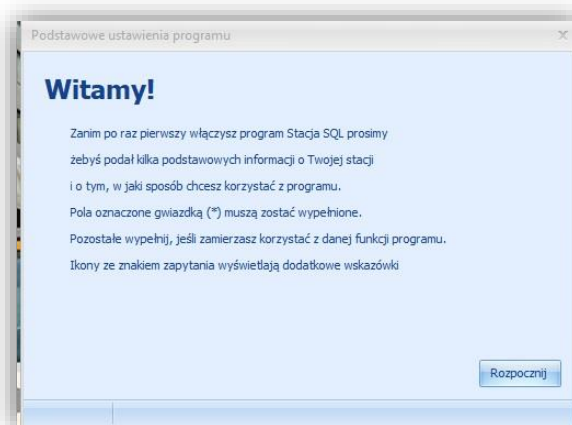 Podstawowe ustawienia programu
Witamy!
Zanim po raz pierwszy włączysz program Stacja SQL prosimy
żebyś podał kilka podstawowych informacji o Twojej stacji
i o tym, w jaki sposób chcesz korzystać z programu.
Pola oznaczone gwiazdką (*) muszą zostać wypełnione.
Pozostałe wypełnij, jeśli zamierzasz korzystać z danej funkcji programu.
Ikony ze znakiem zapytania wyświetlają dodatkowe wskazówki
Rozpocznij